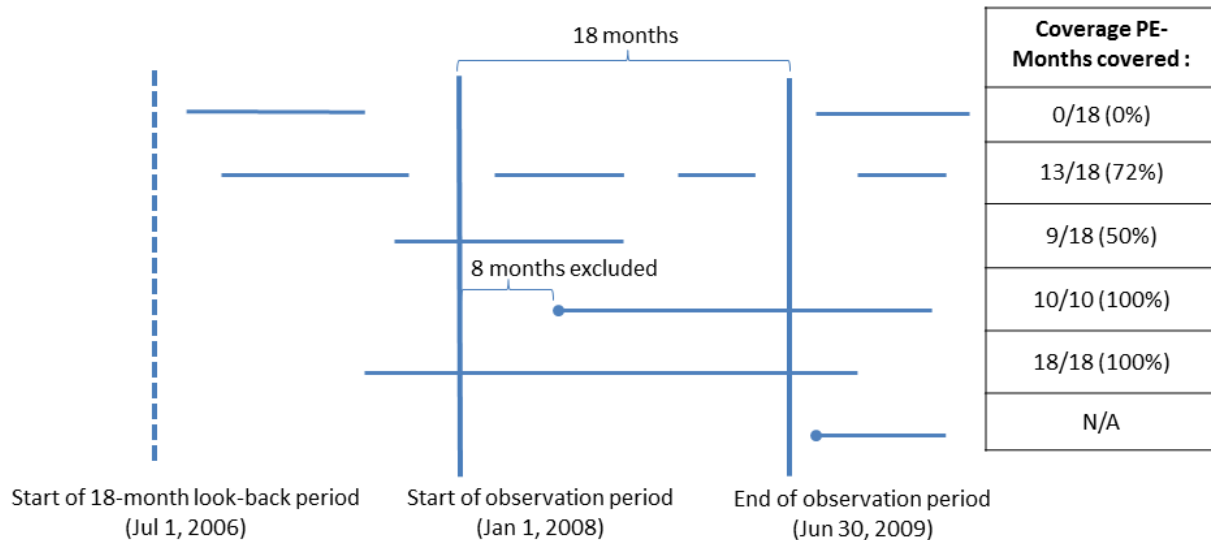 18 months
Coverage PE-
Months covered :
0/18 (0%)
13/18 (72%)
9/18 (50%)
8 months excluded
10/10 (100%)
18/18 (100%)
N/A
Start of 18-month look-back period
(Jul 1, 2006)
Start of observation period
(Jan 1, 2008)
End of observation period
(Jun 30, 2009)